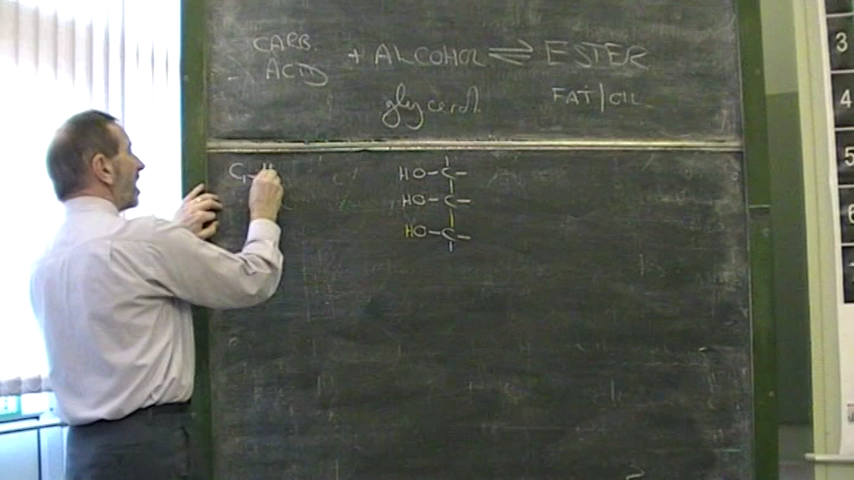 CARB. + ALCOHOL ⇌ ESTER
- ACID
glycerol FAT/OIL
C H
HO-C-
HO-C-
HO-C-
3
4
5
6